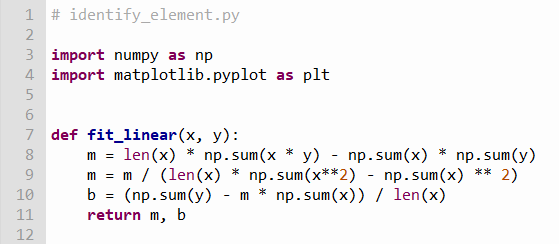 1 # identify_element.py
2
3 import numpy as np
4 import matplotlib.pyplot as plt
5
6
7 def fit_linear(x, y):
8     m = len(x) * np.sum(x * y) - np.sum(x) * np.sum(y)
9     m = m / (len(x) * np.sum(x**2) - np.sum(x) ** 2)
10     b = (np.sum(y) - m * np.sum(x)) / len(x)
11     return m, b
12